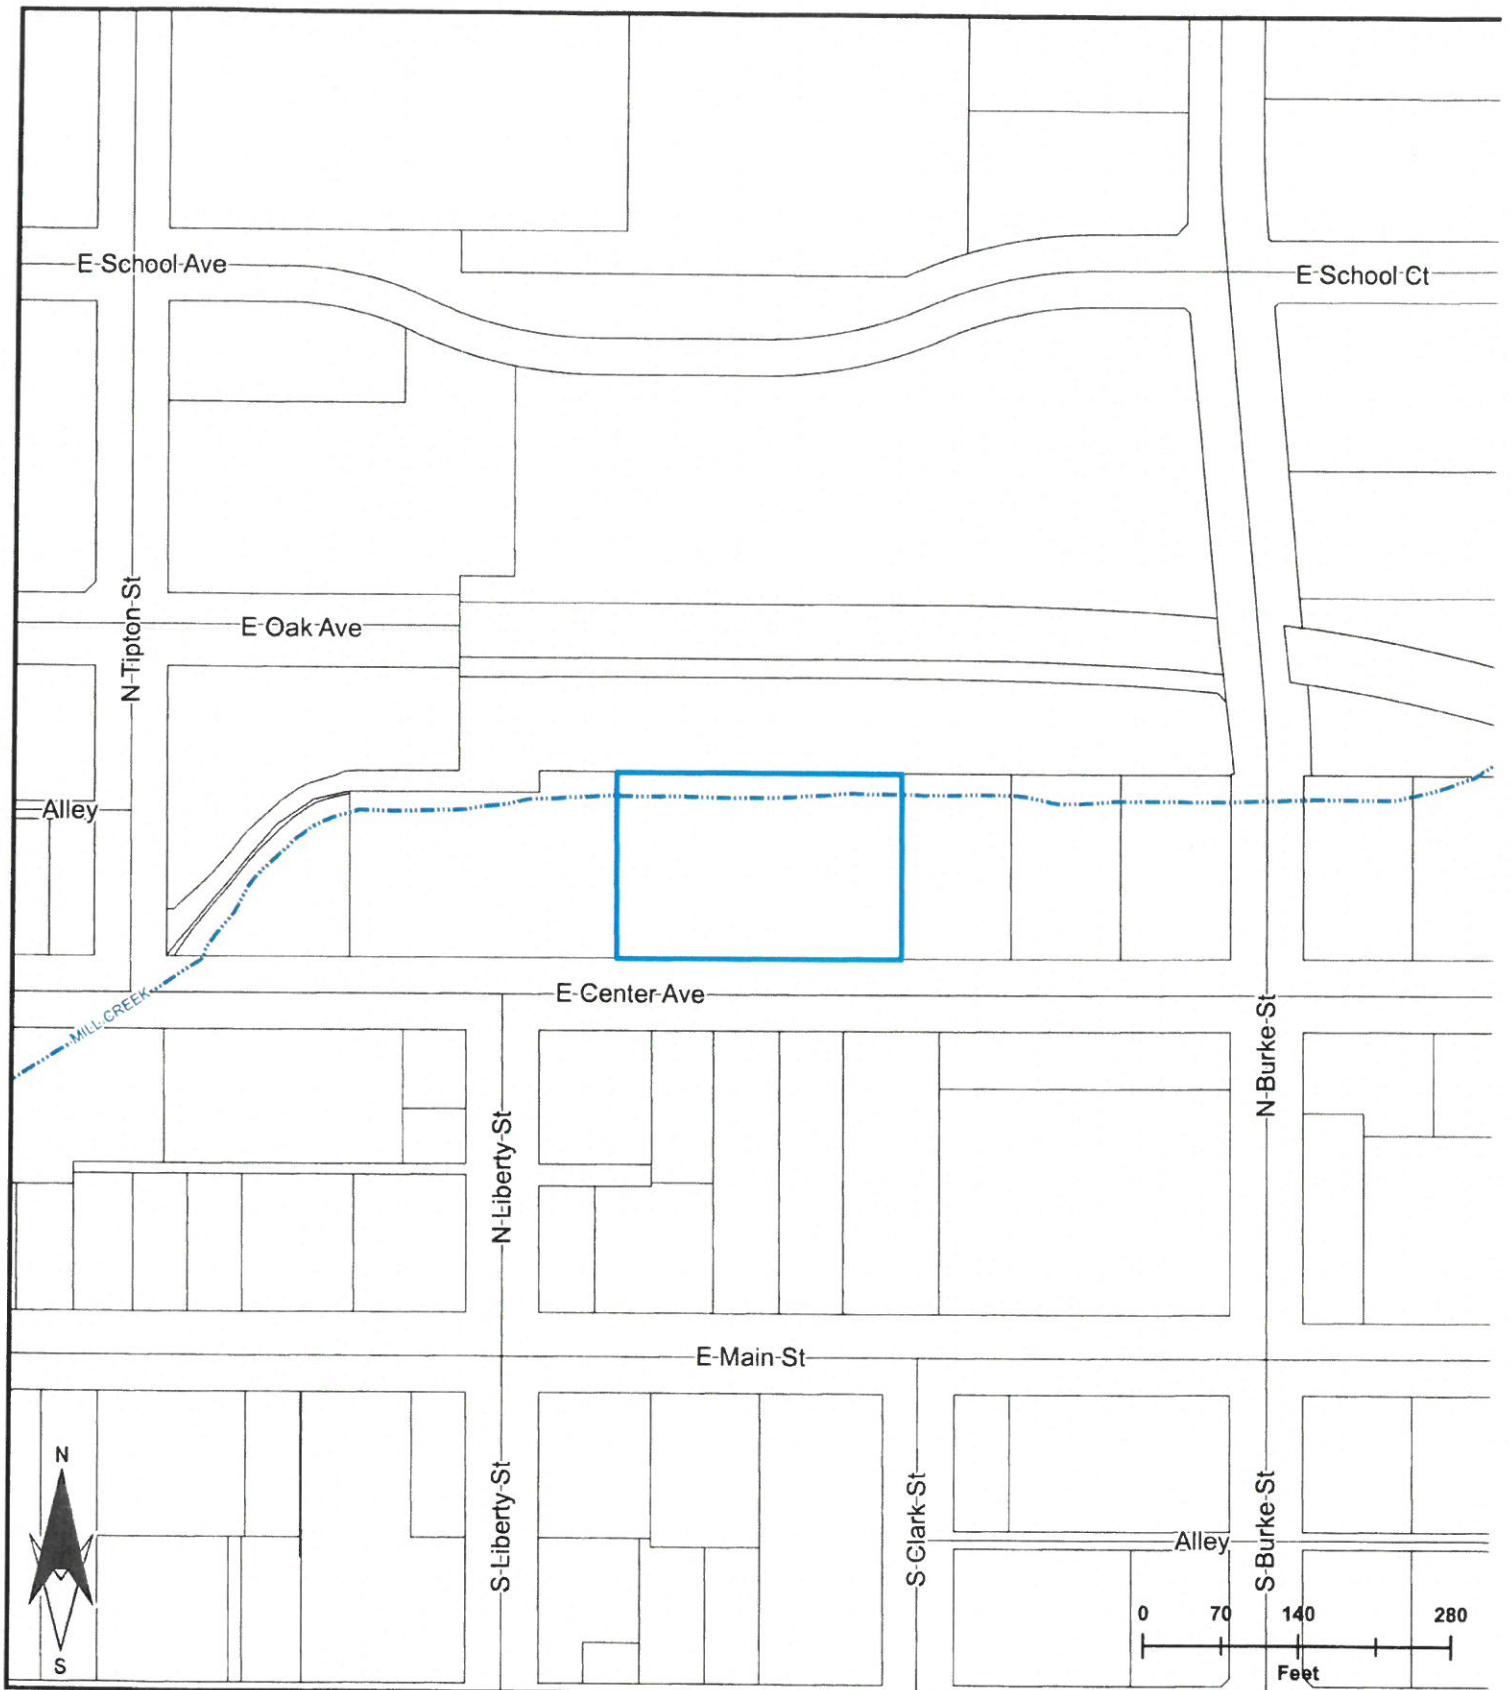 E School Ave
E School Ct
N Tipton St
E Oak Ave
Alley
MILL CREEK
E Center Ave
N Burke St
N Liberty St
E Main St
N
S
S Liberty St
S Clark St
Alley
S Burke St
0 70 140 280
Feet